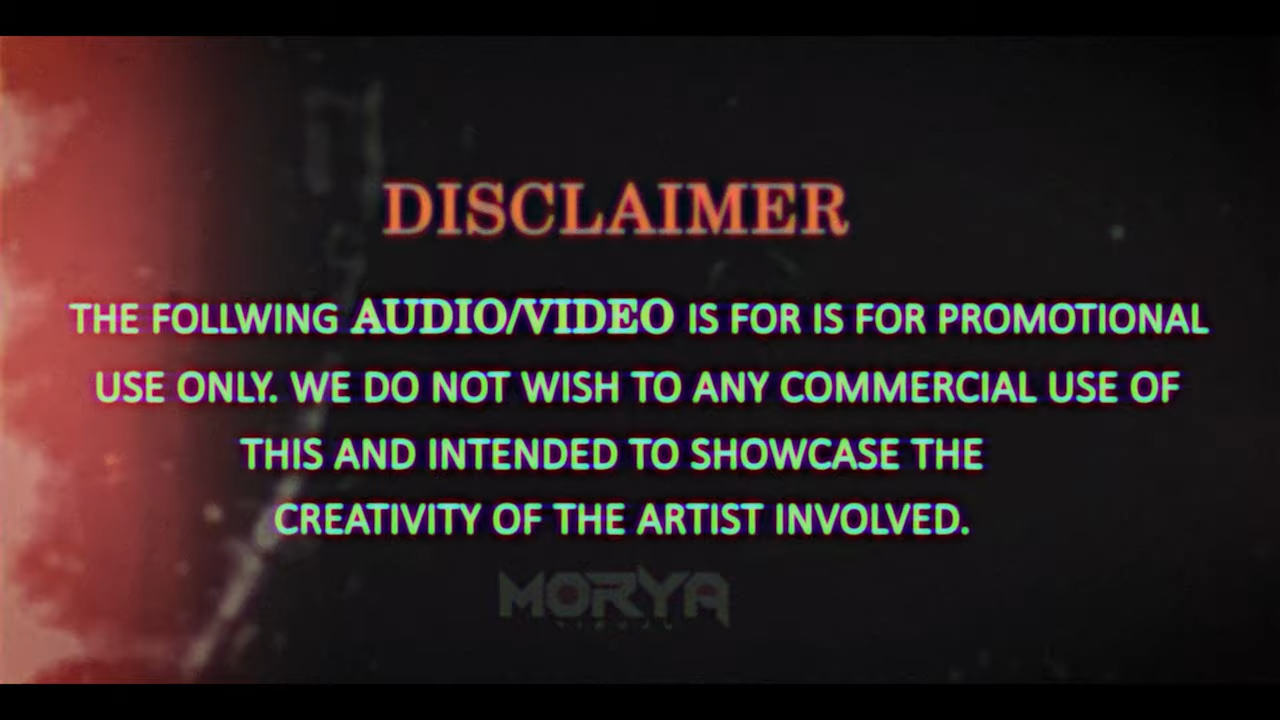 DISCLAIMER
THE FOLLWING AUDIO/VIDEO IS FOR IS FOR PROMOTIONAL
USE ONLY. WE DO NOT WISH TO ANY COMMERCIAL USE OF
THIS AND INTENDED TO SHOWCASE THE
CREATIVITY OF THE ARTIST INVOLVED.
MORYA